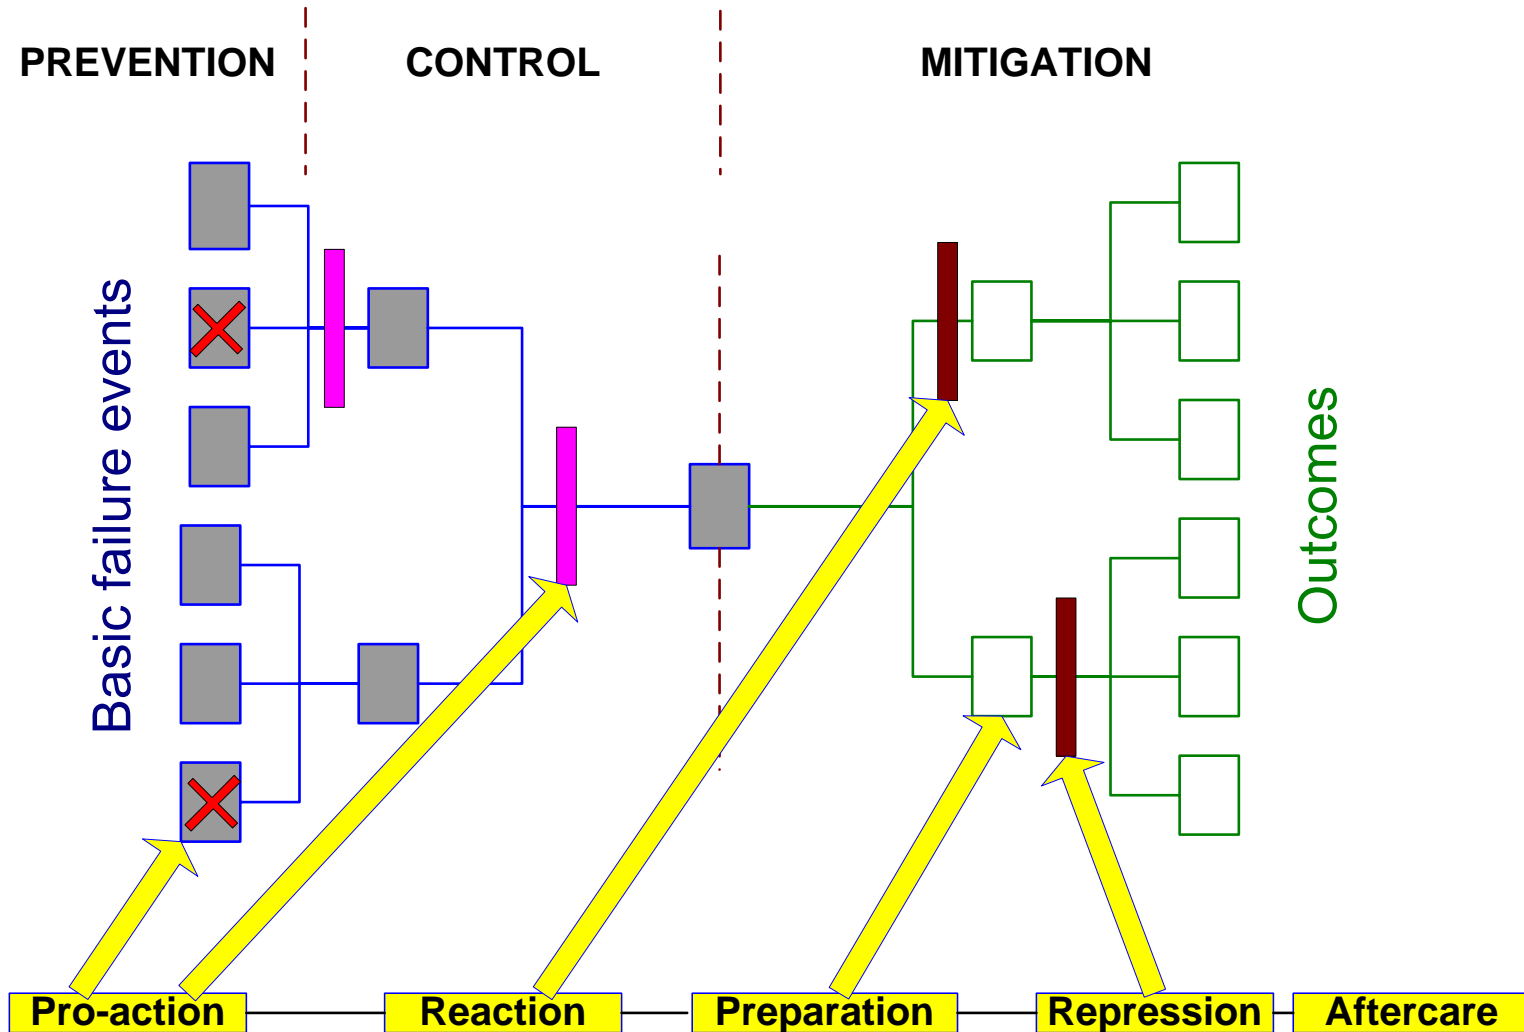 PREVENTION
CONTROL
MITIGATION
Basic failure events
Outcomes
Pro-action
Reaction
Preparation
Repression
Aftercare